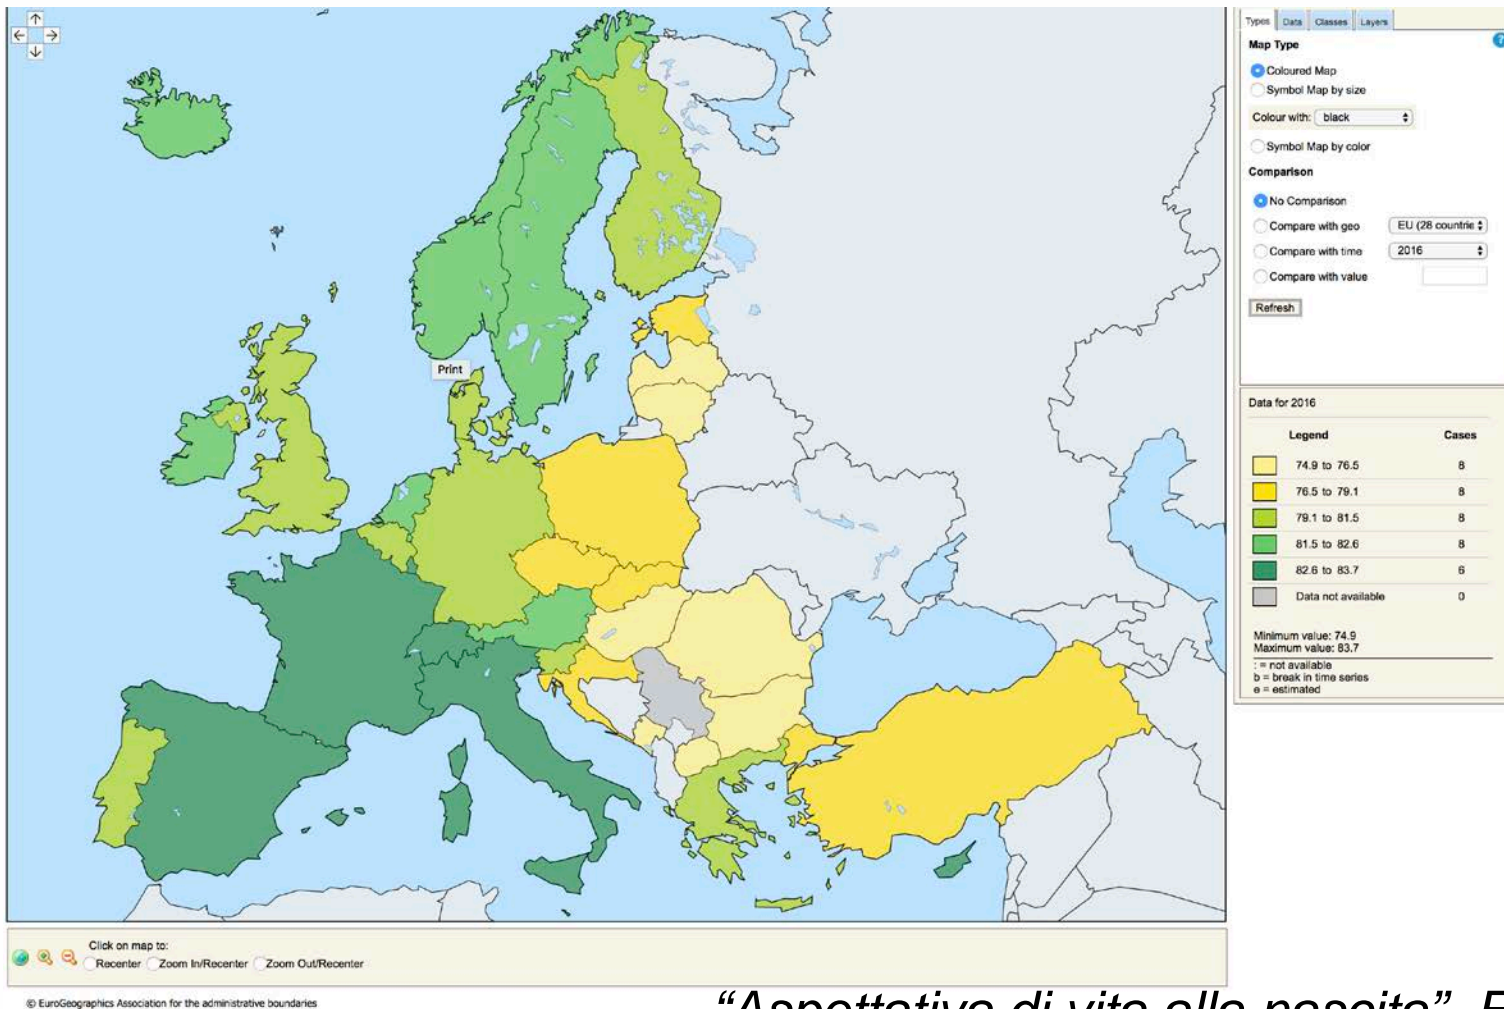 Types Data Classes Layers
Map Type
?
Coloured Map
Symbol Map by size
Colour with: black
Symbol Map by color
Comparison
No Comparison
Compare with geo EU (28 countrie
Compare with time 2016
Compare with value
Refresh
Print
Data for 2016
Legend Cases
74.9 to 76.5 8
76.5 to 79.1 8
79.1 to 81.5 8
81.5 to 82.6 8
82.6 to 83.7 6
Data not available 0
Minimum value: 74.9
Maximum value: 83.7
: = not available
b = break in time series
e = estimated
Click on map to:
Recenter Zoom In/Recenter Zoom Out/Recenter
© EuroGeographics Association for the administrative boundaries
“Aspettativa di vita alla nascita”,